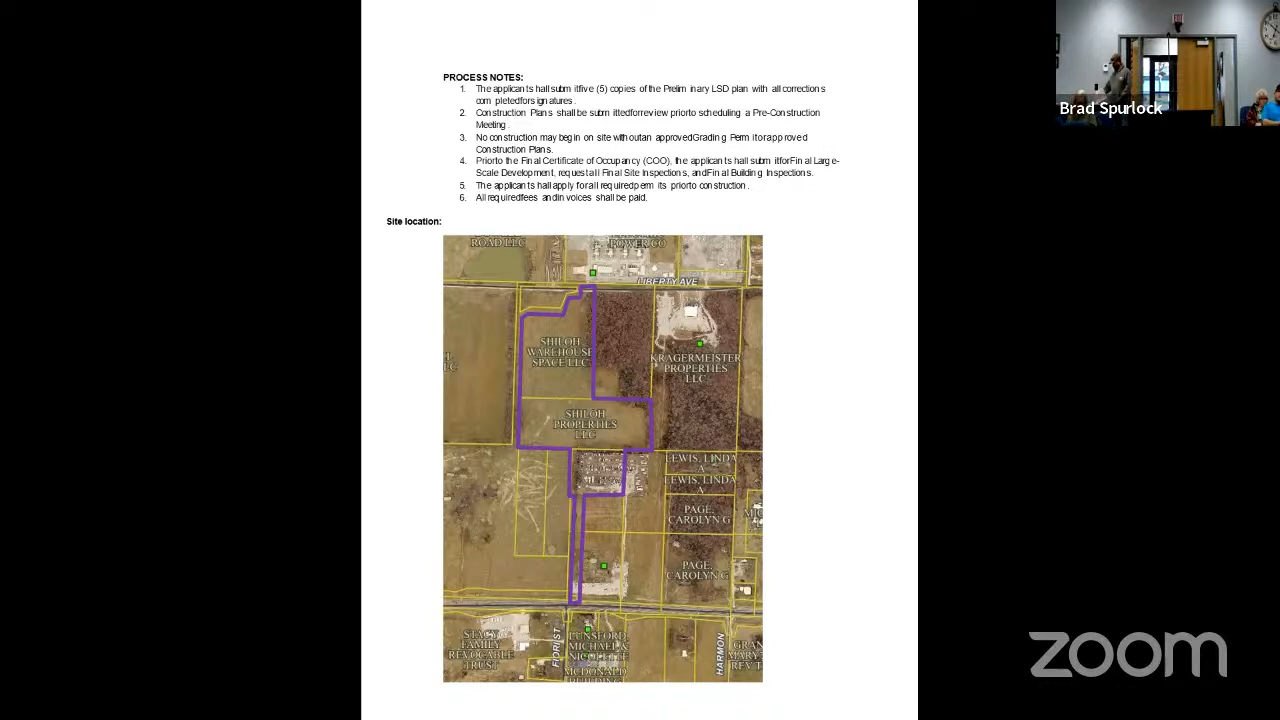 PROCESS NOTES:
1. The applicant shall submit five (5) copies of the Preliminary LSD plan with all corrections
completed for signatures.
2. Construction Plans shall be submitted for review prior to scheduling a Pre-Construction
Meeting.
3. No construction may begin on site without an approved Grading Permit or approved
Construction Plans.
4. Prior to the Final Certificate of Occupancy (COO), the applicant shall submit for Final Large-
Scale Development, request all Final Site Inspections, and Final Building Inspections.
5. The applicant shall apply for all required permits prior to construction.
6. All required fees and invoices shall be paid.
Site location:
ROAD LLC
POWER CO
LIBERTY AVE
SHILOH
WAREHOUSE
SPACE LLC
KRAGERMEISTER
PROPERTIES
LLC
SHILOH
PROPERTIES
LLC
LEWIS, LINDA
A
LEWIS, LINDA
A
PAGE,
CAROLYN G
PAGE,
CAROLYN G
STACY
FAMILY
REVOCABLE
TRUST
FIORI ST
LUNSFORD,
MICHAEL &
NICOLETTE
MCDONALD
HARMON
GRAN
MARY
REV T
Brad Spurlock
zoom